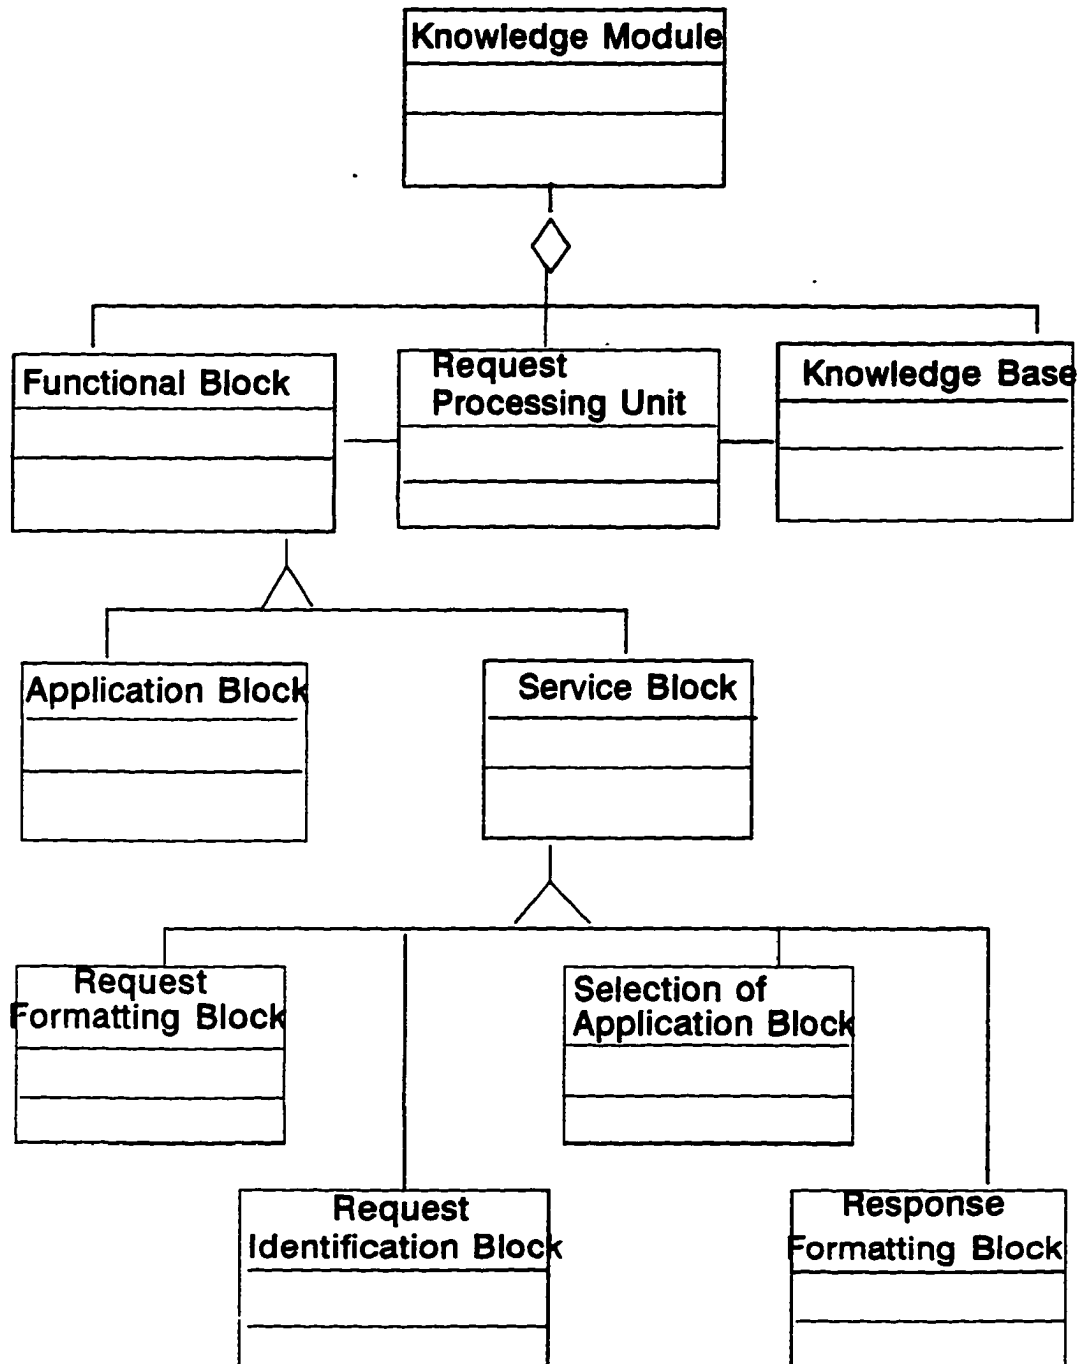 Knowledge Module
Functional Block
Request
Processing Unit
Knowledge Base
Application Block
Service Block
Request
Formatting Block
Selection of
Application Block
Request
Identification Block
Response
Formatting Block